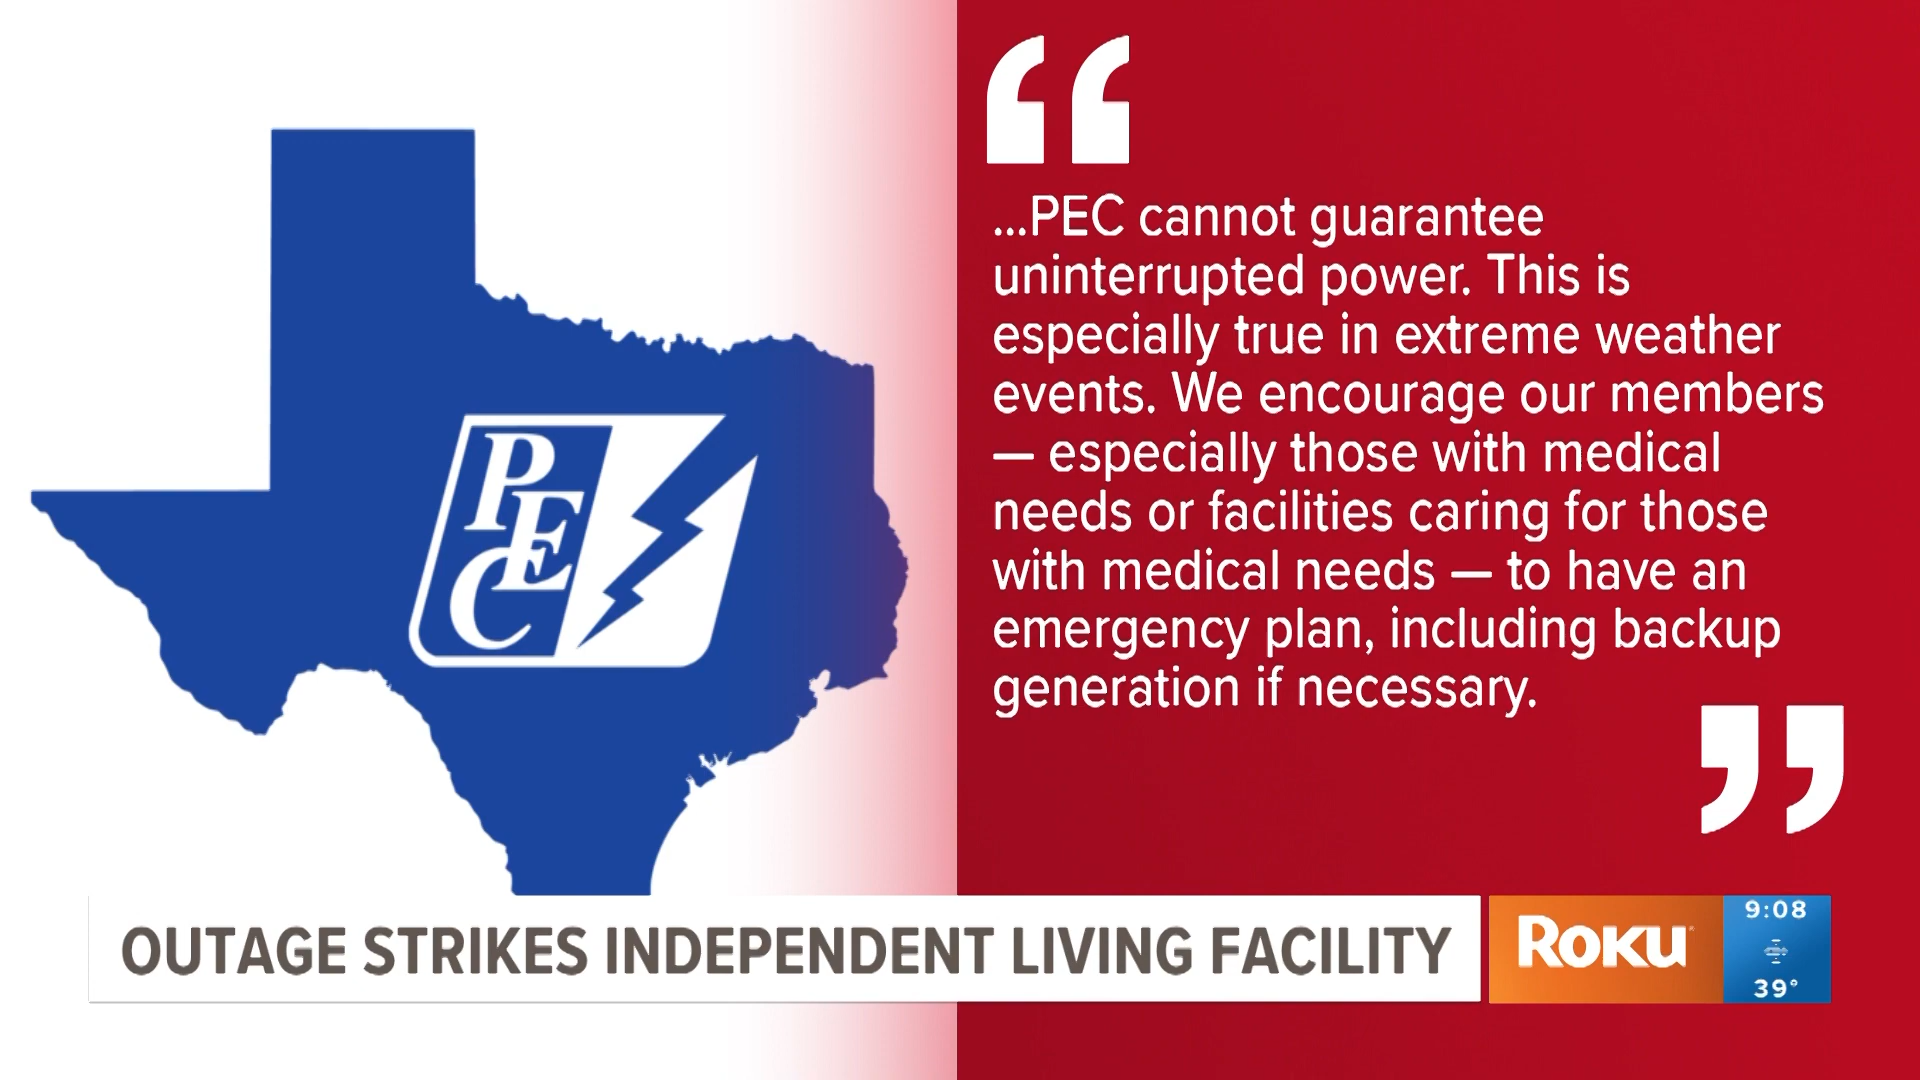 PEC
“
...PEC cannot guarantee
uninterrupted power. This is
especially true in extreme weather
events. We encourage our members
— especially those with medical
needs or facilities caring for those
with medical needs — to have an
emergency plan, including backup
generation if necessary.
”
OUTAGE STRIKES INDEPENDENT LIVING FACILITY
ROKU
9:08
39°